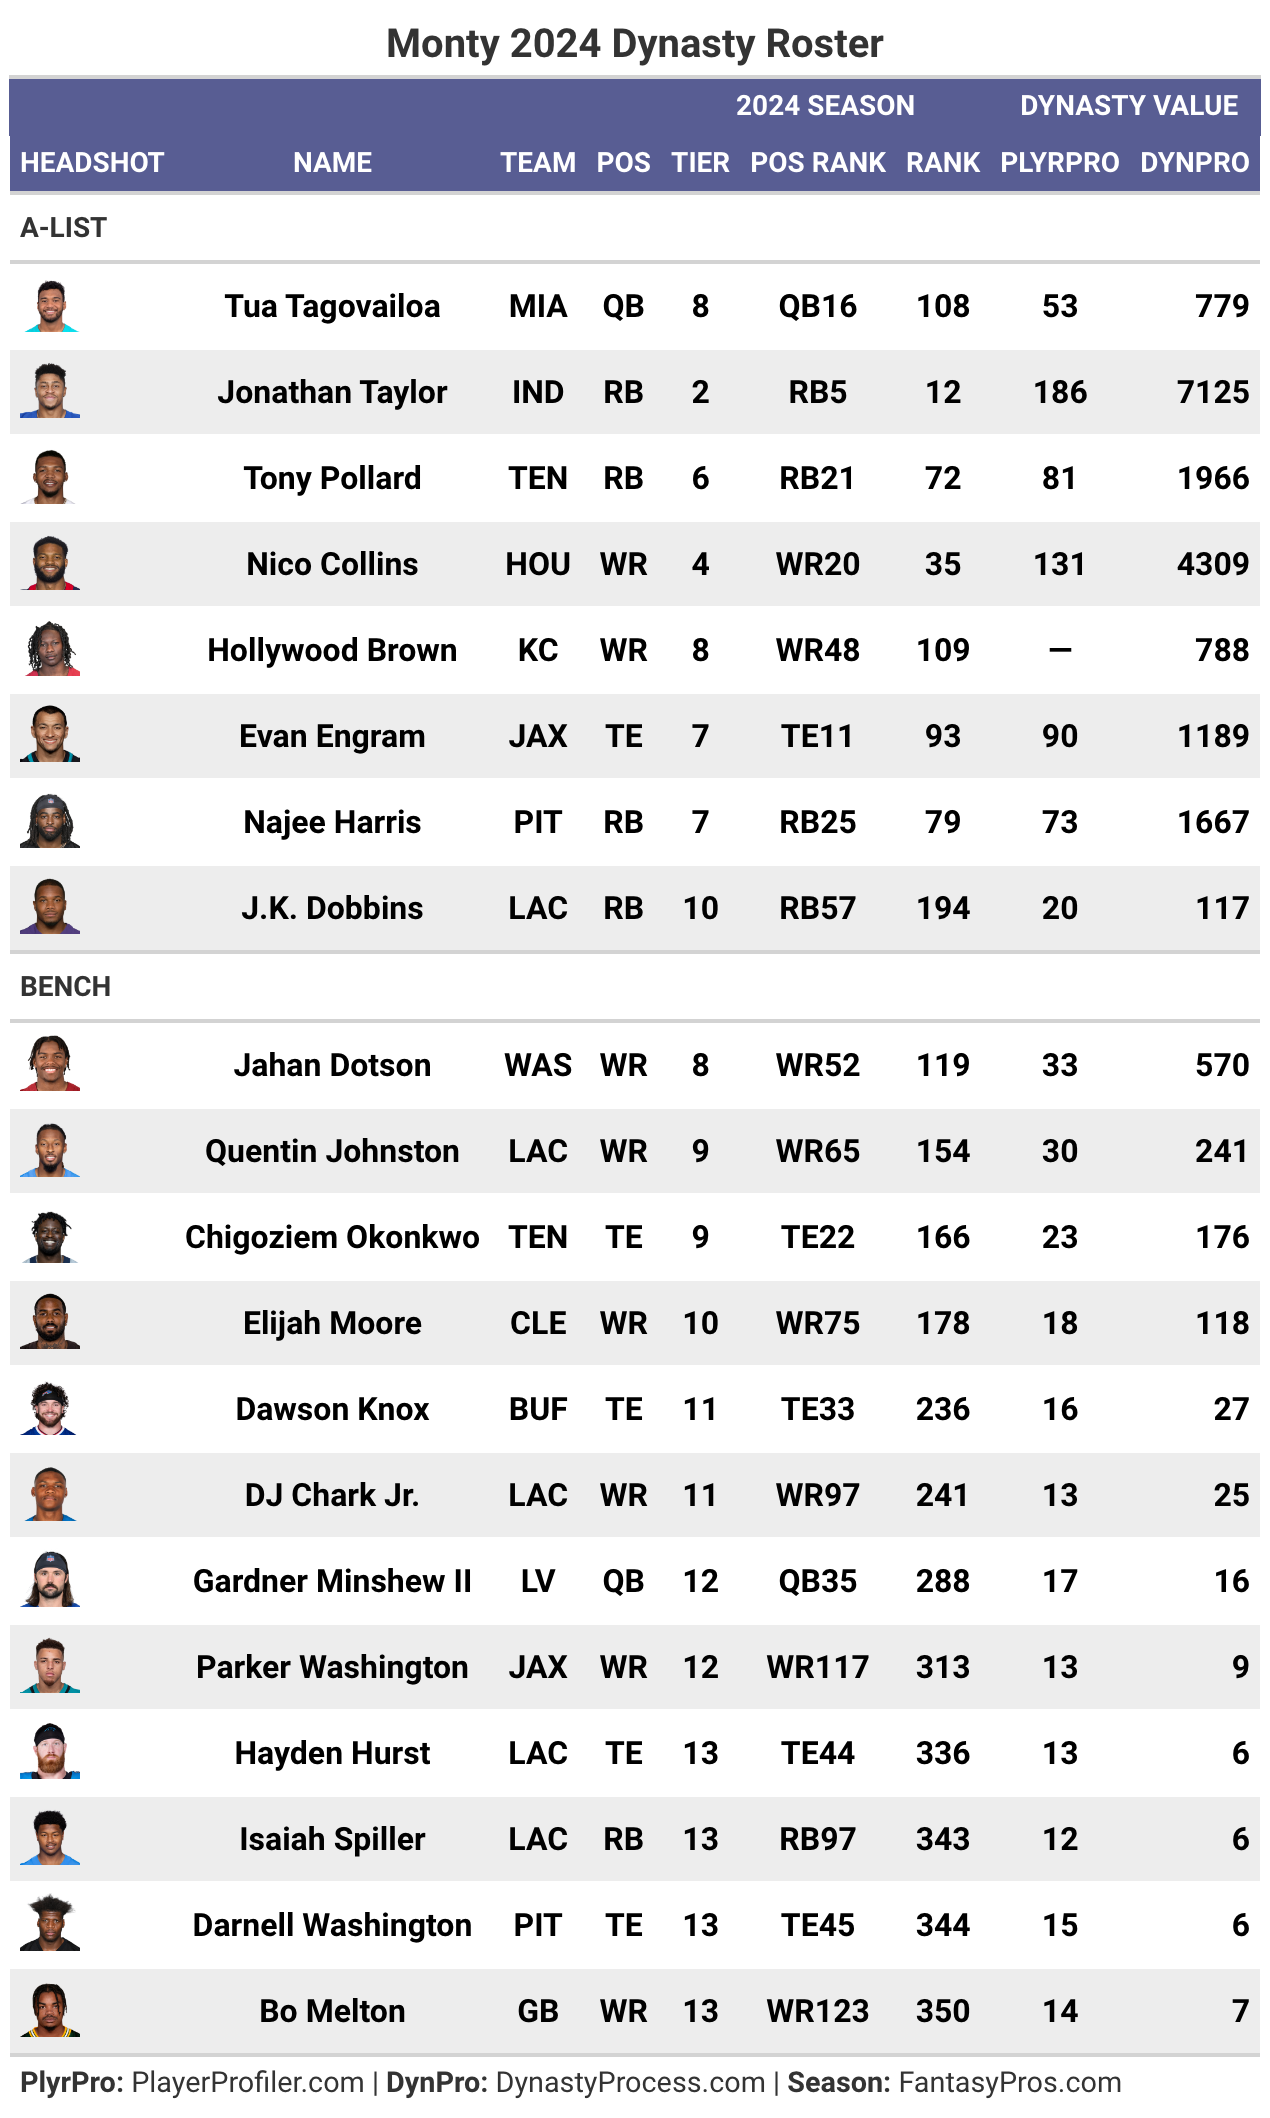 Monty 2024 Dynasty Roster
2024 SEASON DYNASTY VALUE
HEADSHOT NAME TEAM POS TIER POS RANK RANK PLYRPRO DYNPRO
A-LIST
Tua Tagovailoa MIA QB 8 QB16 108 53 779
Jonathan Taylor IND RB 2 RB5 12 186 7125
Tony Pollard TEN RB 6 RB21 72 81 1966
Nico Collins HOU WR 4 WR20 35 131 4309
Hollywood Brown KC WR 8 WR48 109 — 788
Evan Engram JAX TE 7 TE11 93 90 1189
Najee Harris PIT RB 7 RB25 79 73 1667
J.K. Dobbins LAC RB 10 RB57 194 20 117
BENCH
Jahan Dotson WAS WR 8 WR52 119 33 570
Quentin Johnston LAC WR 9 WR65 154 30 241
Chigoziem Okonkwo TEN TE 9 TE22 166 23 176
Elijah Moore CLE WR 10 WR75 178 18 118
Dawson Knox BUF TE 11 TE33 236 16 27
DJ Chark Jr. LAC WR 11 WR97 241 13 25
Gardner Minshew II LV QB 12 QB35 288 17 16
Parker Washington JAX WR 12 WR117 313 13 9
Hayden Hurst LAC TE 13 TE44 336 13 6
Isaiah Spiller LAC RB 13 RB97 343 12 6
Darnell Washington PIT TE 13 TE45 344 15 6
Bo Melton GB WR 13 WR123 350 14 7
PlyrPro: PlayerProfiler.com | DynPro: DynastyProcess.com | Season: FantasyPros.com